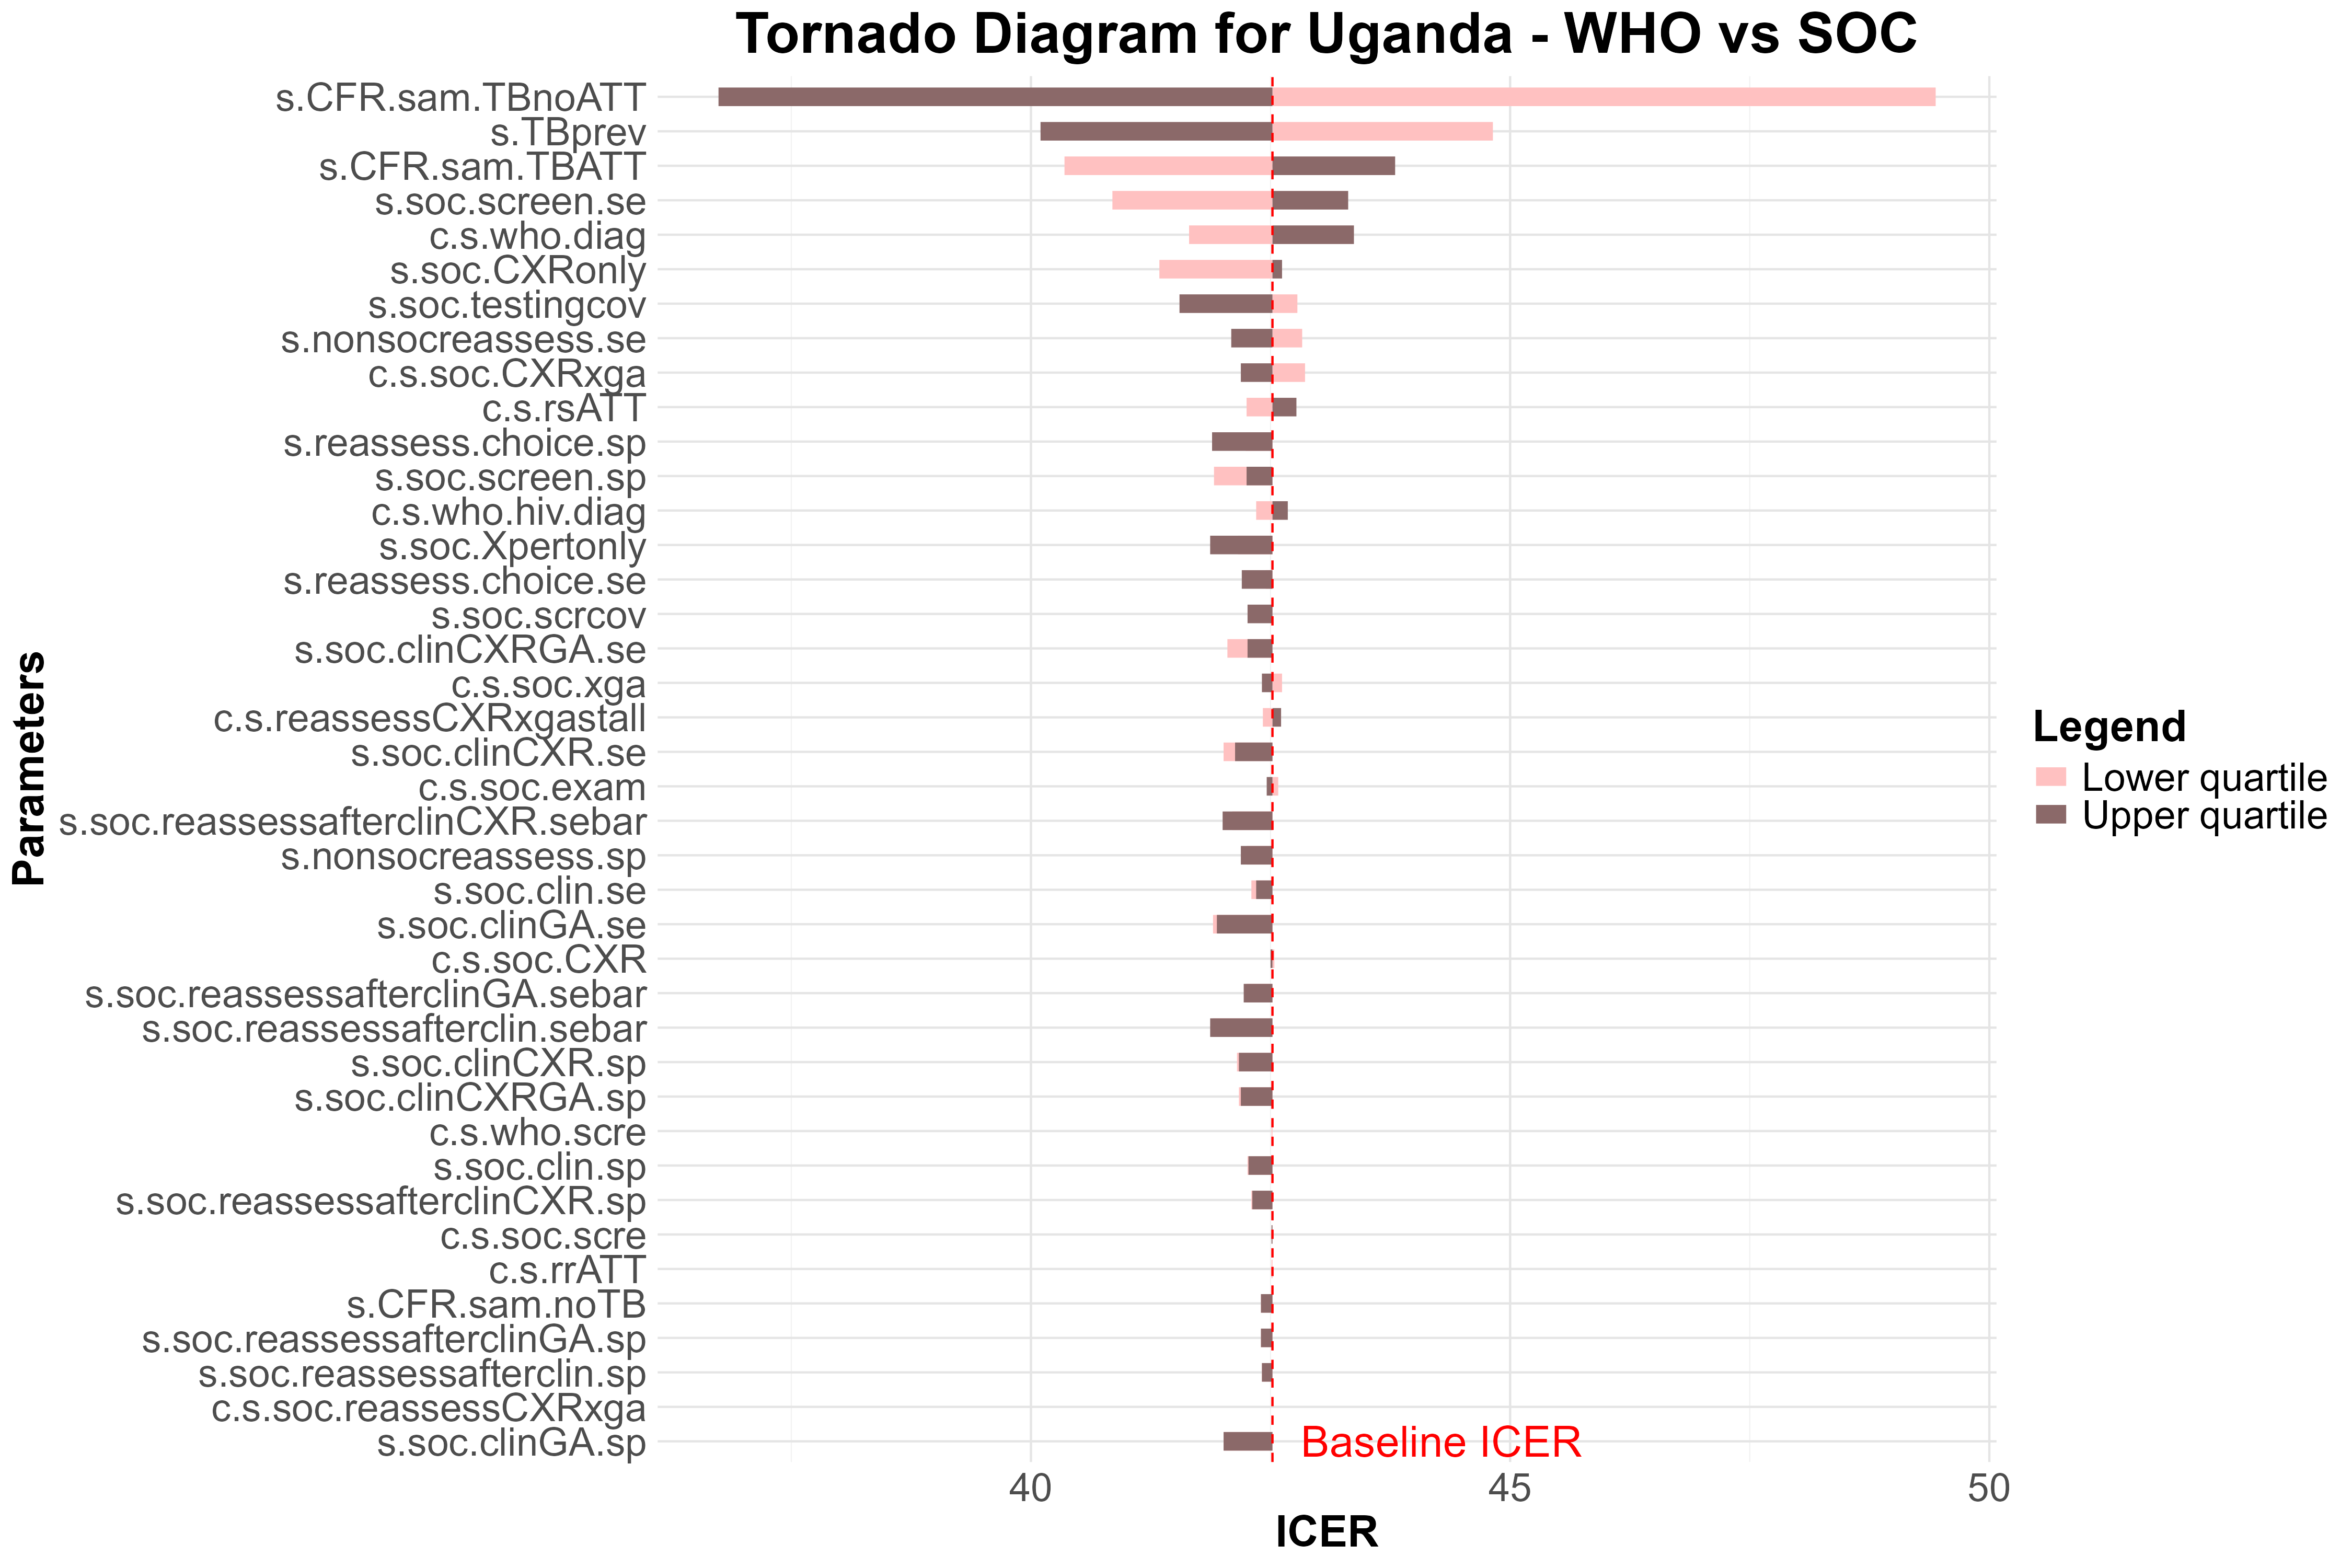 Tornado Diagram for Uganda - WHO vs SOC
s.CFR.sam.TBnoATT
s.TBprev
s.CFR.sam.TBATT
s.soc.screen.se
c.s.who.diag
s.soc.CXRonly
s.soc.testingcov
s.nonsocreassess.se
c.s.soc.CXRxga
c.s.rsATT
s.reassess.choice.sp
s.soc.screen.sp
c.s.who.hiv.diag
s.soc.Xpertonly
s.reassess.choice.se
s.soc.scrcov
s.soc.clinCXRGA.se
c.s.soc.xga
c.s.reassessCXRxgastall
s.soc.clinCXR.se
c.s.soc.exam
s.soc.reassessafterclinCXR.sebar
s.nonsocreassess.sp
s.soc.clin.se
s.soc.clinGA.se
c.s.soc.CXR
s.soc.reassessafterclinGA.sebar
s.soc.reassessafterclin.sebar
s.soc.clinCXR.sp
s.soc.clinCXRGA.sp
c.s.who.scre
s.soc.clin.sp
s.soc.reassessafterclinCXR.sp
c.s.soc.scre
c.s.rrATT
s.CFR.sam.noTB
s.soc.reassessafterclinGA.sp
s.soc.reassessafterclin.sp
c.s.soc.reassessCXRxga
s.soc.clinGA.sp
Parameters
Baseline ICER
40 45 50
ICER
Legend
Lower quartile
Upper quartile